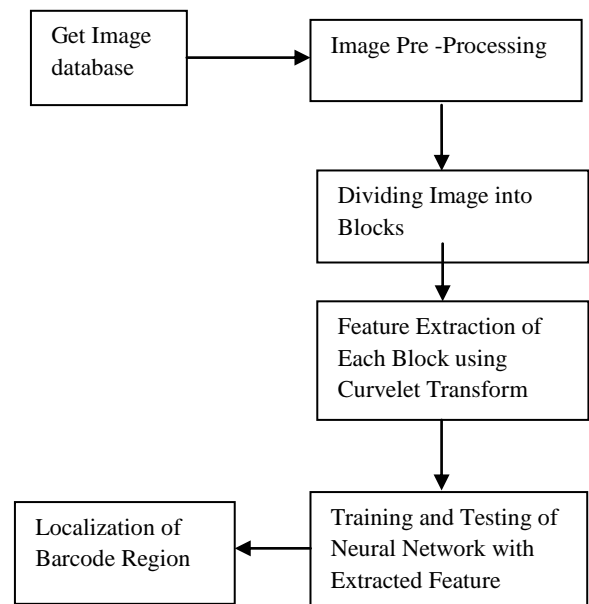 Get Image
database
Image Pre -Processing
Dividing Image into
Blocks
Feature Extraction of
Each Block using
Curvelet Transform
Training and Testing of
Neural Network with
Extracted Feature
Localization of
Barcode Region